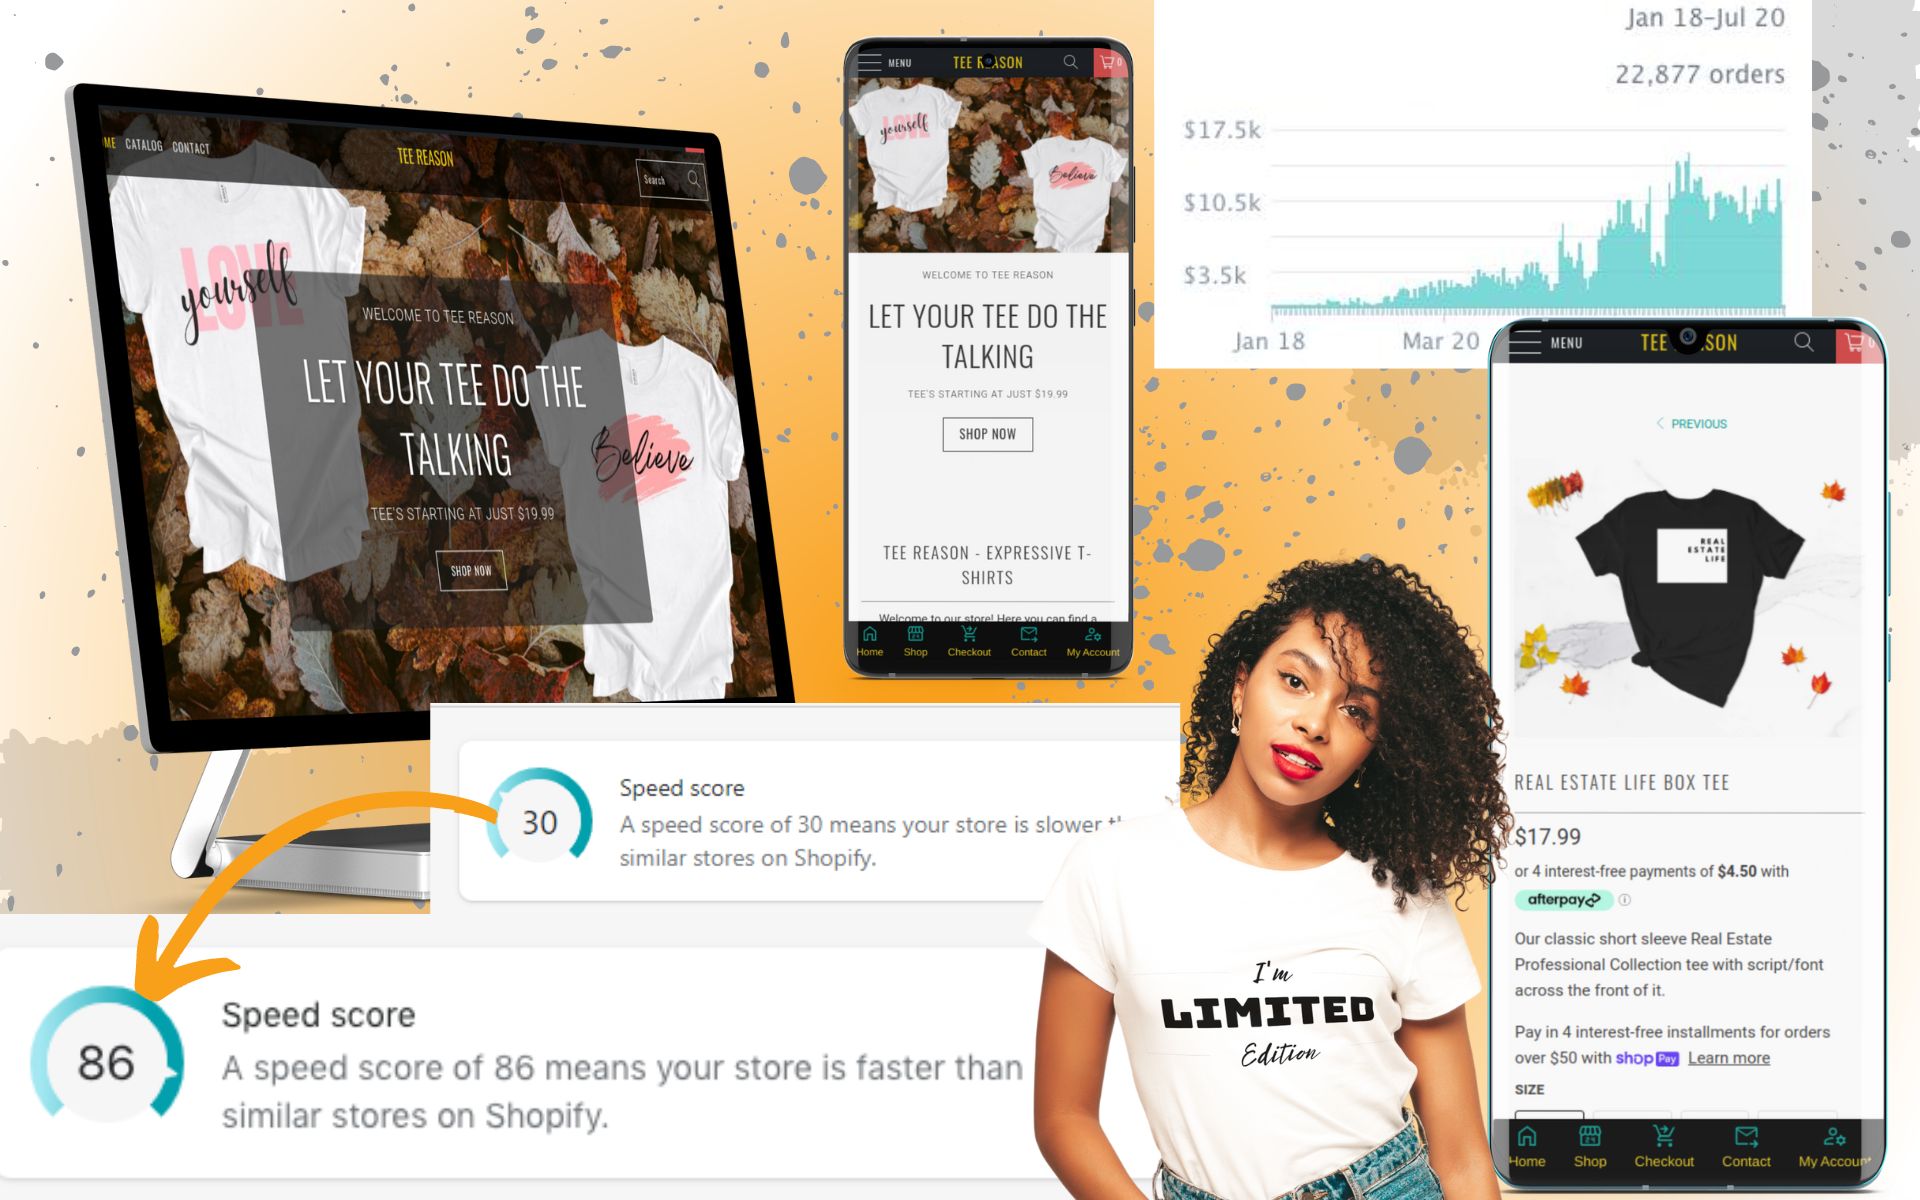 ME CATALOG CONTACT
TEE REASON
Search
LOVE
yourself
WELCOME TO TEE REASON
LET YOUR TEE DO THE
TALKING
TEE'S STARTING AT JUST $19.99
SHOP NOW
Believe
MENU
TEE REASON
0
LOVE
yourself
Believe
WELCOME TO TEE REASON
LET YOUR TEE DO THE
TALKING
TEE'S STARTING AT JUST $19.99
SHOP NOW
TEE REASON - EXPRESSIVE T-
SHIRTS
Welcome to our store! Here you can find a
Home Shop Checkout Contact My Account
Jan 18-Jul 20
22,877 orders
$17.5k
$10.5k
$3.5k
Jan 18 Mar 20
MENU
TEE SON
0
< PREVIOUS
REAL
ESTATE
LIFE
REAL ESTATE LIFE BOX TEE
$17.99
or 4 interest-free payments of $4.50 with
afterpay
Our classic short sleeve Real Estate
Professional Collection tee with script/font
across the front of it.
Pay in 4 interest-free installments for orders
over $50 with shop Pay Learn more
SIZE
Home Shop Checkout Contact My Accoun
30
Speed score
A speed score of 30 means your store is slower
similar stores on Shopify.
86
Speed score
A speed score of 86 means your store is faster than
similar stores on Shopify.
I'm
LIMITED
Edition